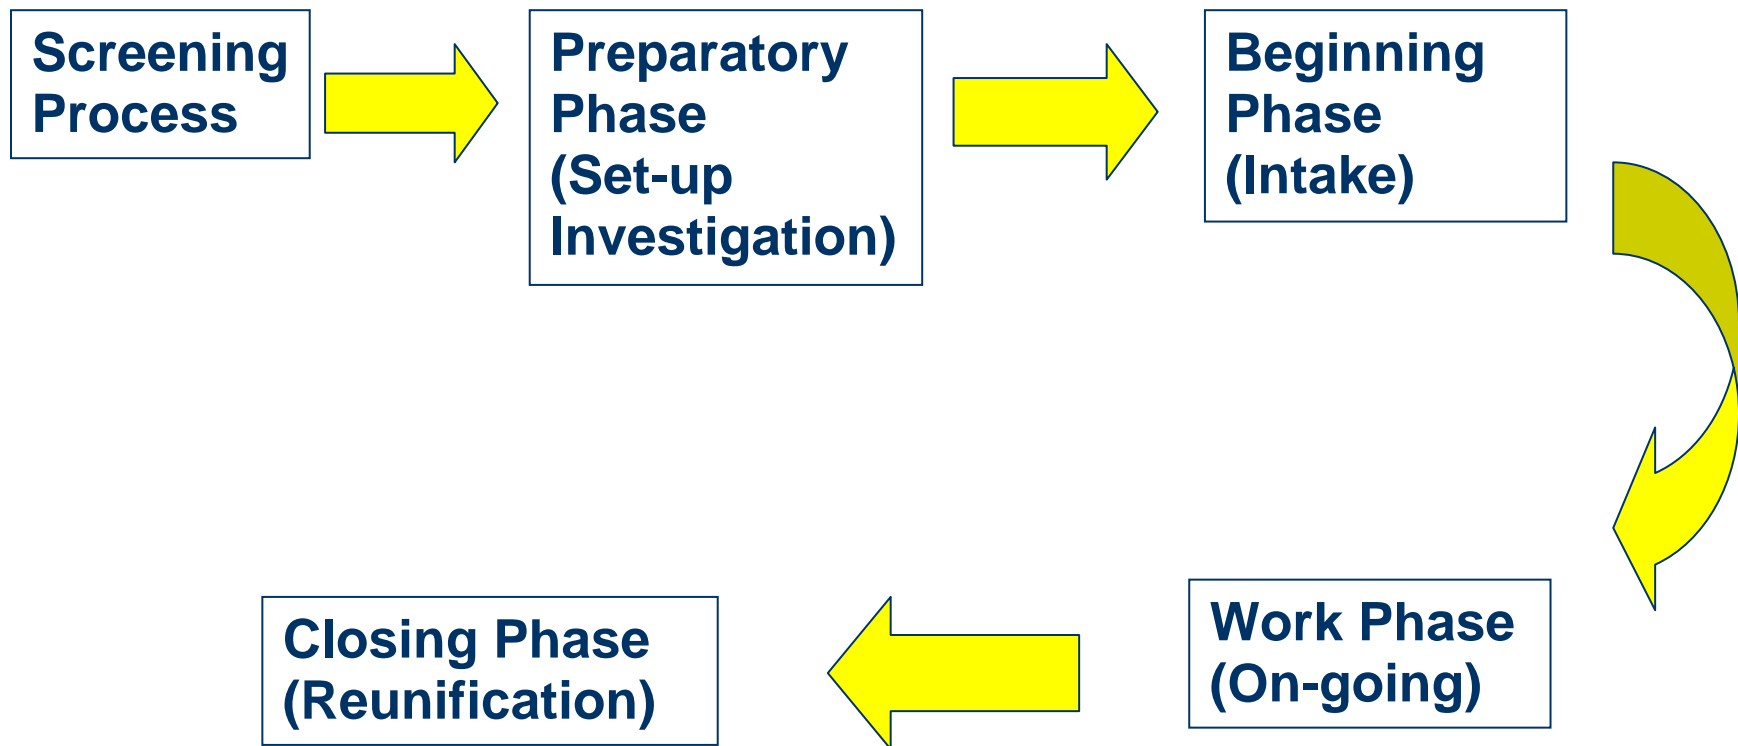 Screening
Process
Preparatory
Phase
(Set-up
Investigation)
Beginning
Phase
(Intake)
Work Phase
(On-going)
Closing Phase
(Reunification)